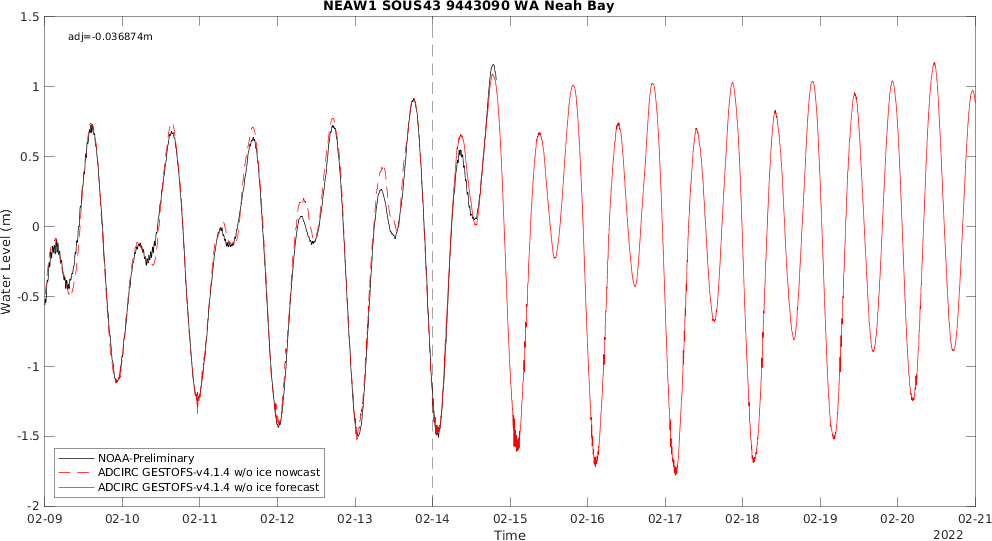 NEAW1 SOUS43 9443090 WA Neah Bay
adj=-0.036874m
1.5
1
0.5
0
-0.5
-1
-1.5
-2
Water Level (m)
NOAA-Preliminary
ADCIRC GESTOFS-v4.1.4 w/o ice nowcast
ADCIRC GESTOFS-v4.1.4 w/o ice forecast
02-09 02-10 02-11 02-12 02-13 02-14 02-15 02-16 02-17 02-18 02-19 02-20 02-21
Time
2022